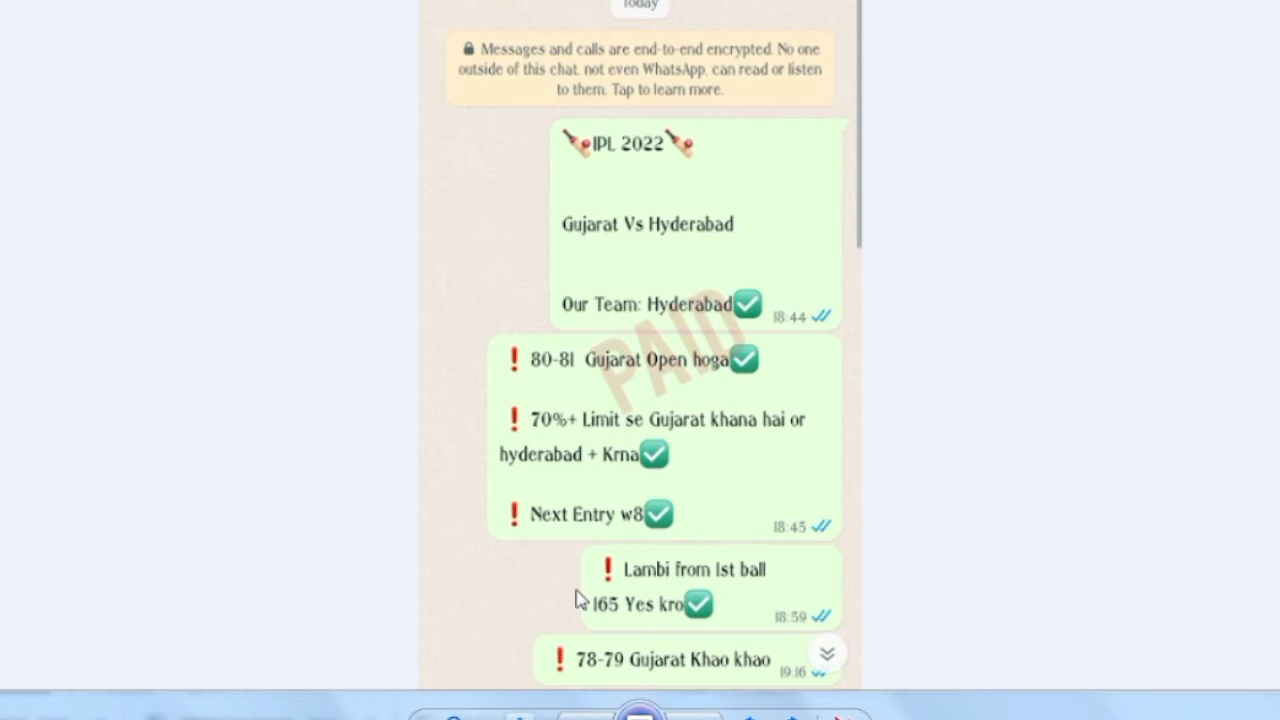 Today
Messages and calls are end-to-end encrypted. No one
outside of this chat, not even WhatsApp, can read or listen
to them. Tap to learn more.
IPL 2022
Gujarat Vs Hyderabad
Our Team: Hyderabad✅
18:44
PAID
❗ 80-81 Gujarat Open hoga✅
❗ 70%+ Limit se Gujarat khana hai or
hyderabad + Krna✅
❗ Next Entry w8✅
18:45
❗ Lambi from 1st ball
165 Yes kro✅
18:59
❗ 78-79 Gujarat Khao khao
19:16